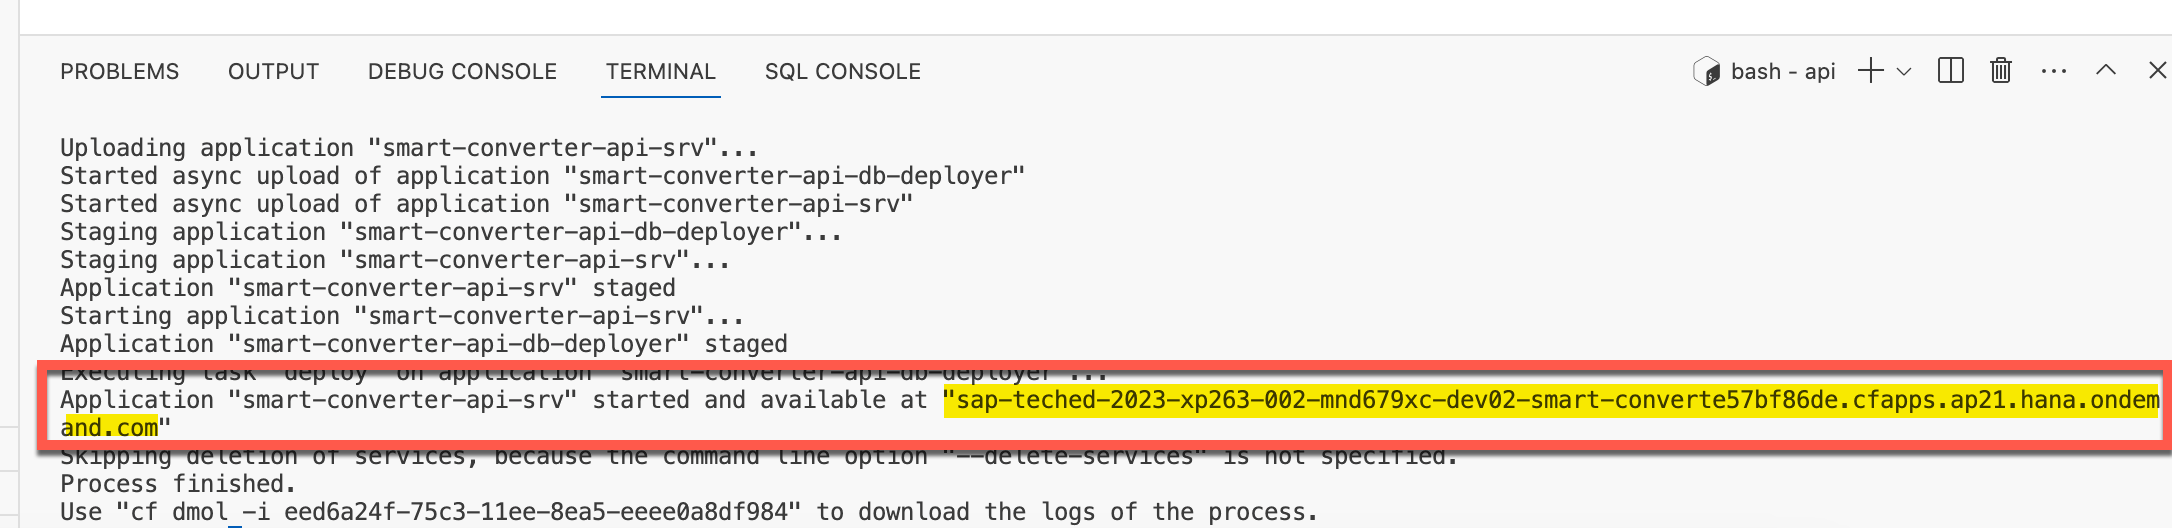 PROBLEMS OUTPUT DEBUG CONSOLE TERMINAL SQL CONSOLE bash - api
Uploading application "smart-converter-api-srv"...
Started async upload of application "smart-converter-api-db-deployer"
Started async upload of application "smart-converter-api-srv"
Staging application "smart-converter-api-db-deployer"...
Staging application "smart-converter-api-srv"...
Application "smart-converter-api-srv" staged
Starting application "smart-converter-api-srv"...
Application "smart-converter-api-db-deployer" staged
Executing task "deploy" on application "smart-converter-api-db-deployer"...
Application "smart-converter-api-srv" started and available at "sap-teched-2023-xp263-002-mnd679xc-dev02-smart-converte57bf86de.cfapps.ap21.hana.ondem
and.com"
Skipping deletion of services, because the command line option "--delete-services" is not specified.
Process finished.
Use "cf dmol -i eed6a24f-75c3-11ee-8ea5-eeee0a8df984" to download the logs of the process.